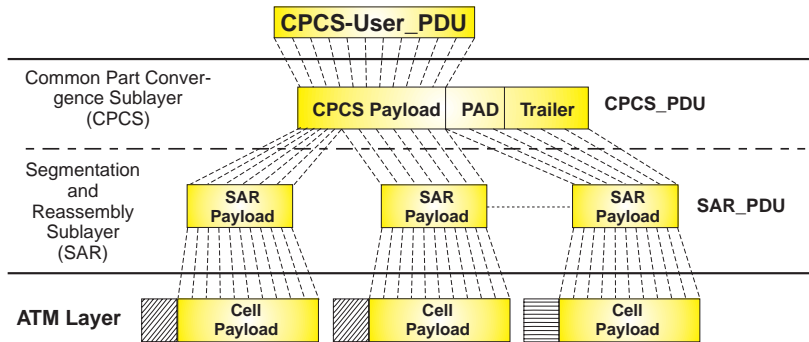 CPCS-User_PDU
Common Part Conver-
gence Sublayer
(CPCS)
CPCS Payload PAD Trailer CPCS_PDU
Segmentation
and
Reassembly
Sublayer
(SAR)
SAR
Payload
SAR
Payload
SAR
Payload
SAR_PDU
ATM Layer
Cell
Payload
Cell
Payload
Cell
Payload